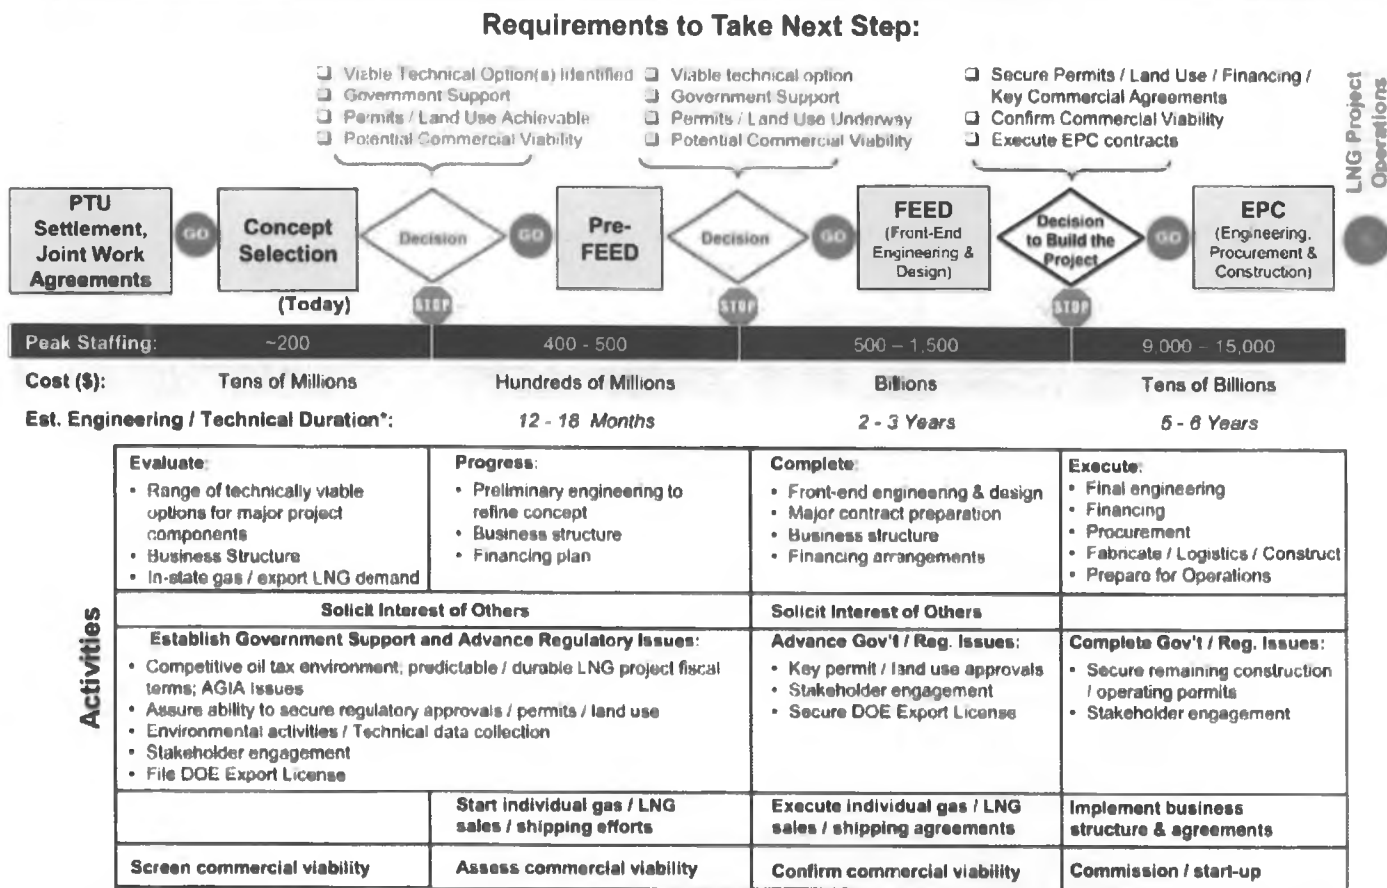 Requirements to Take Next Step:
❑ Viable Technical Option(s) Identified
❑ Government Support
❑ Permits / Land Use Achievable
❑ Potential Commercial Viability
❑ Viable technical option
❑ Government Support
❑ Permits / Land Use Underway
❑ Potential Commercial Viability
❑ Secure Permits / Land Use / Financing /
Key Commercial Agreements
❑ Confirm Commercial Viability
❑ Execute EPC contracts
LNG Project
Operations
PTU
Settlement,
Joint Work
Agreements
GO
Concept
Selection
(Today)
Decision
STOP
GO
Pre-
FEED
Decision
STOP
GO
FEED
(Front-End
Engineering &
Design)
Decision
to Build the
Project
STOP
GO
EPC
(Engineering,
Procurement &
Construction)
Peak Staffing: ~200 400 - 500 500 – 1,500 9,000 – 15,000
Cost ($): Tens of Millions Hundreds of Millions Billions Tens of Billions
Est. Engineering / Technical Duration*: 12 - 18 Months 2 - 3 Years 5 - 6 Years
Activities
Evaluate:
• Range of technically viable
options for major project
components
• Business Structure
• In-state gas / export LNG demand
Progress:
• Preliminary engineering to
refine concept
• Business structure
• Financing plan
Complete:
• Front-end engineering & design
• Major contract preparation
• Business structure
• Financing arrangements
Execute:
• Final engineering
• Financing
• Procurement
• Fabricate / Logistics / Construct
• Prepare for Operations
Solicit Interest of Others
Solicit Interest of Others
Establish Government Support and Advance Regulatory Issues:
• Competitive oil tax environment; predictable / durable LNG project fiscal
terms; AGIA issues
• Assure ability to secure regulatory approvals / permits / land use
• Environmental activities / Technical data collection
• Stakeholder engagement
• File DOE Export License
Advance Gov't / Reg. Issues:
• Key permit / land use approvals
• Stakeholder engagement
• Secure DOE Export License
Complete Gov't / Reg. Issues:
• Secure remaining construction
/ operating permits
• Stakeholder engagement
Start individual gas / LNG
sales / shipping efforts
Execute individual gas / LNG
sales / shipping agreements
Implement business
structure & agreements
Screen commercial viability
Assess commercial viability
Confirm commercial viability
Commission / start-up